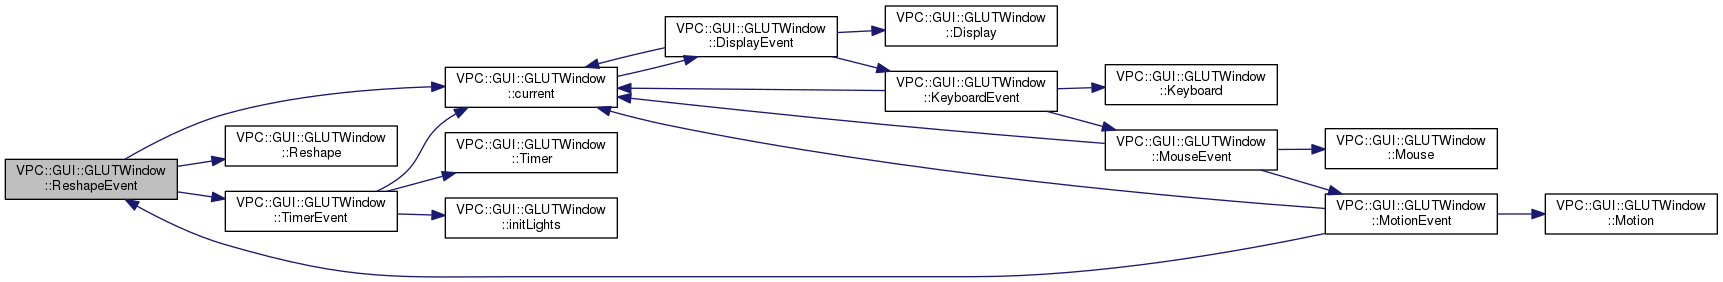 VPC::GUI::GLUTWindow
::ReshapeEvent
VPC::GUI::GLUTWindow
::Reshape
VPC::GUI::GLUTWindow
::TimerEvent
VPC::GUI::GLUTWindow
::current
VPC::GUI::GLUTWindow
::Timer
VPC::GUI::GLUTWindow
::initLights
VPC::GUI::GLUTWindow
::DisplayEvent
VPC::GUI::GLUTWindow
::Display
VPC::GUI::GLUTWindow
::KeyboardEvent
VPC::GUI::GLUTWindow
::Keyboard
VPC::GUI::GLUTWindow
::MouseEvent
VPC::GUI::GLUTWindow
::Mouse
VPC::GUI::GLUTWindow
::MotionEvent
VPC::GUI::GLUTWindow
::Motion